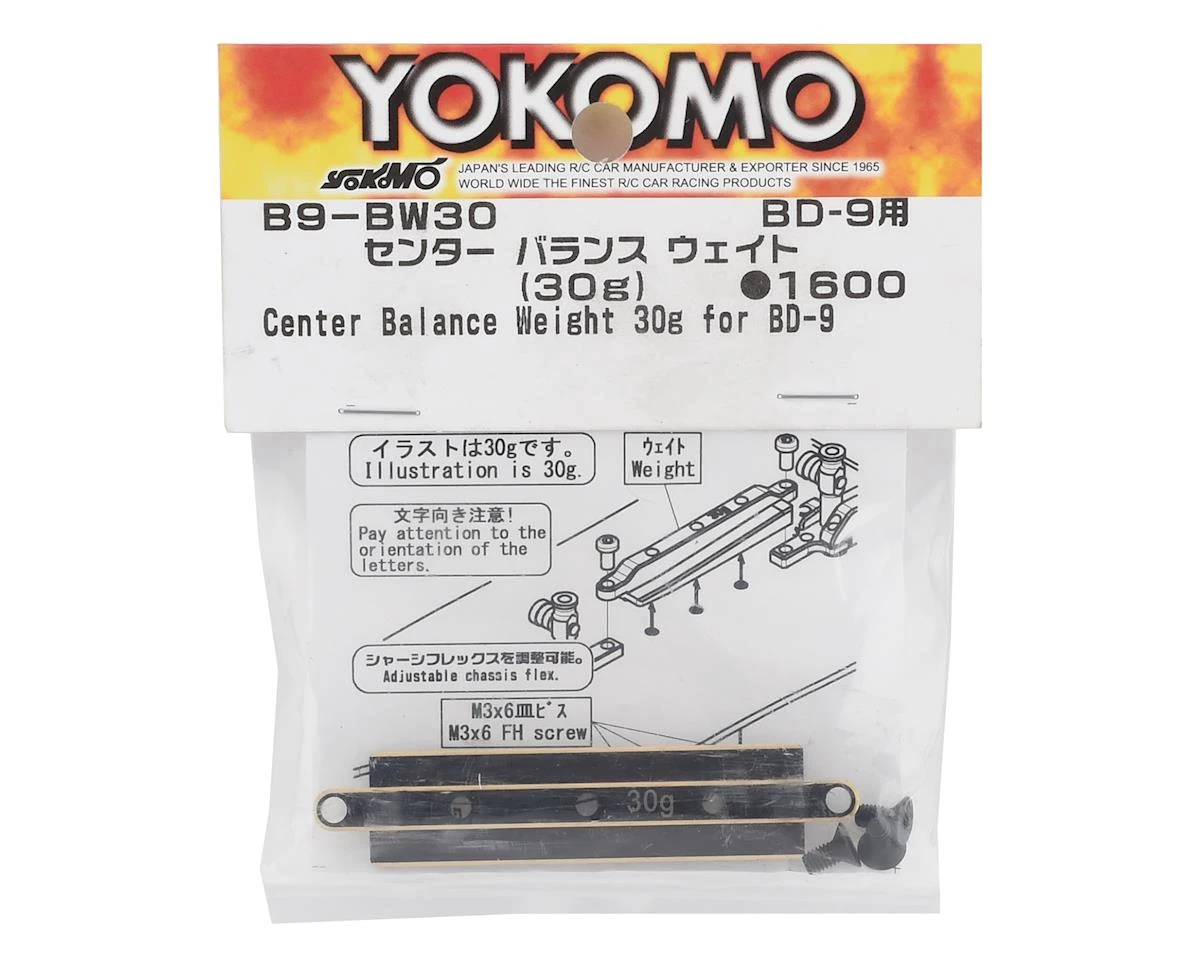 YOKOMO
YOKOMO JAPAN'S LEADING R/C CAR MANUFACTURER & EXPORTER SINCE 1965
WORLD WIDE THE FINEST R/C CAR RACING PRODUCTS
B9-BW30 BD-9用
センター バランス ウェイト
(30g) ●1600
Center Balance Weight 30g for BD-9
イラストは30gです。
Illustration is 30g.
ウェイト
Weight
30g
文字向き注意!
Pay attention to the
orientation of the
letters.
シャーシフレックスを調整可能。
Adjustable chassis flex.
M3x6皿ビス
M3x6 FH screw
30g